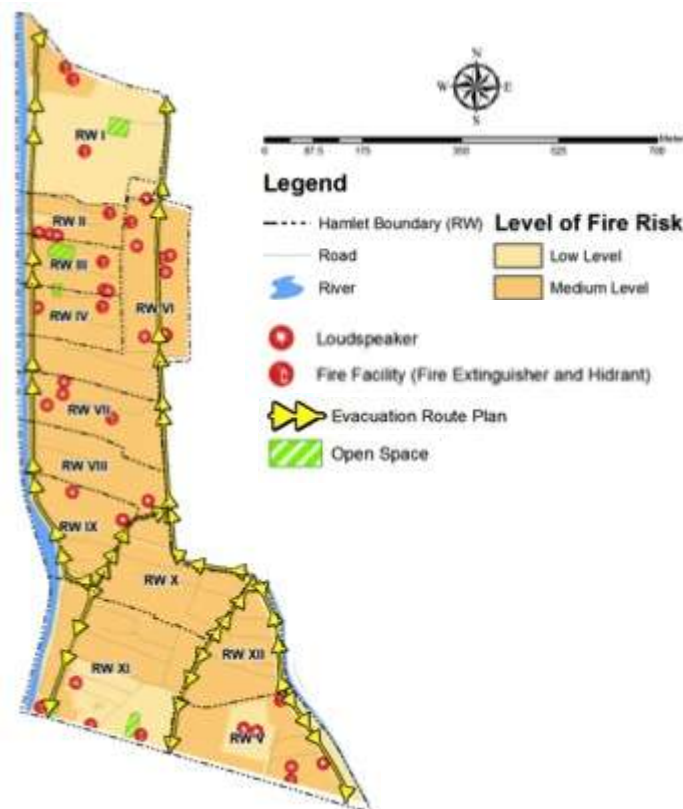 N
W E
S
0 87.5 175 350 525 700
Legend
Hamlet Boundary (RW)
Road
River
Level of Fire Risk
Low Level
Medium Level
Loudspeaker
Fire Facility (Fire Extinguisher and Hidrant)
Evacuation Route Plan
Open Space
RW I
RW II
RW III
RW IV
RW VI
RW VII
RW VIII
RW IX
RW X
RW XI
RW XII
RW V